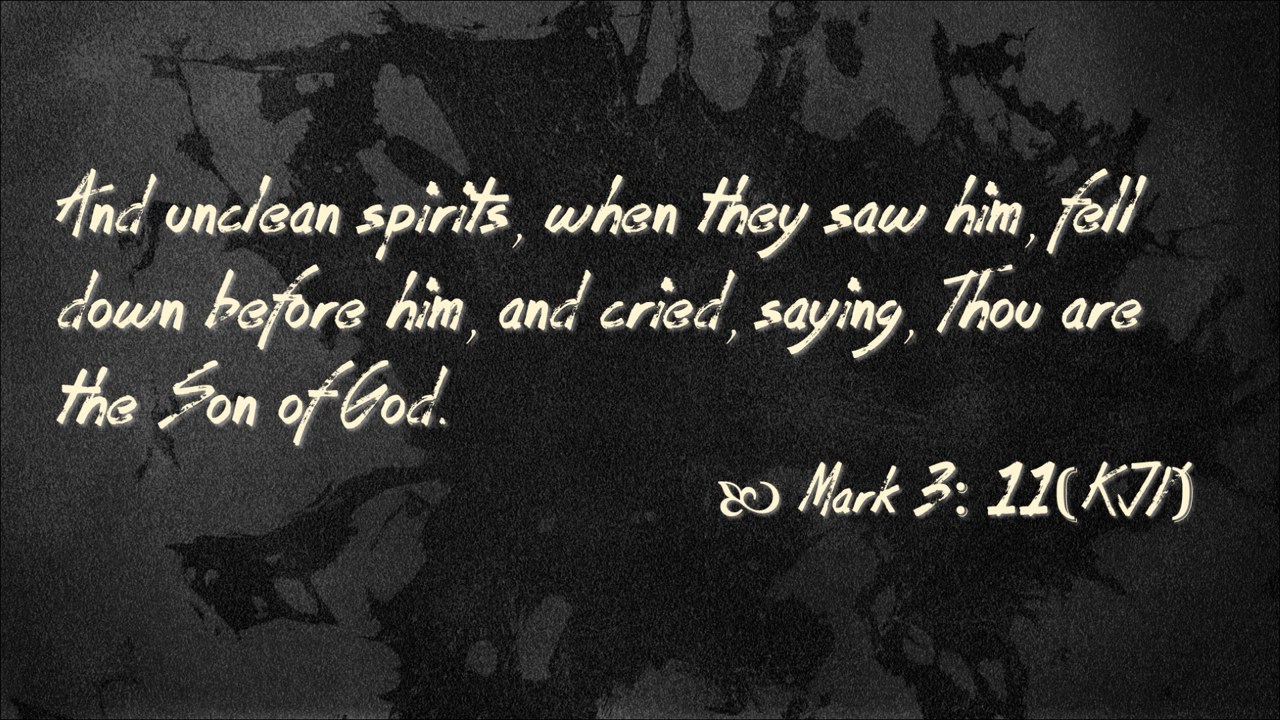 And unclean spirits, when they saw him, fell
down before him, and cried, saying, Thou are
the Son of God.
Mark 3: 11(KJV)